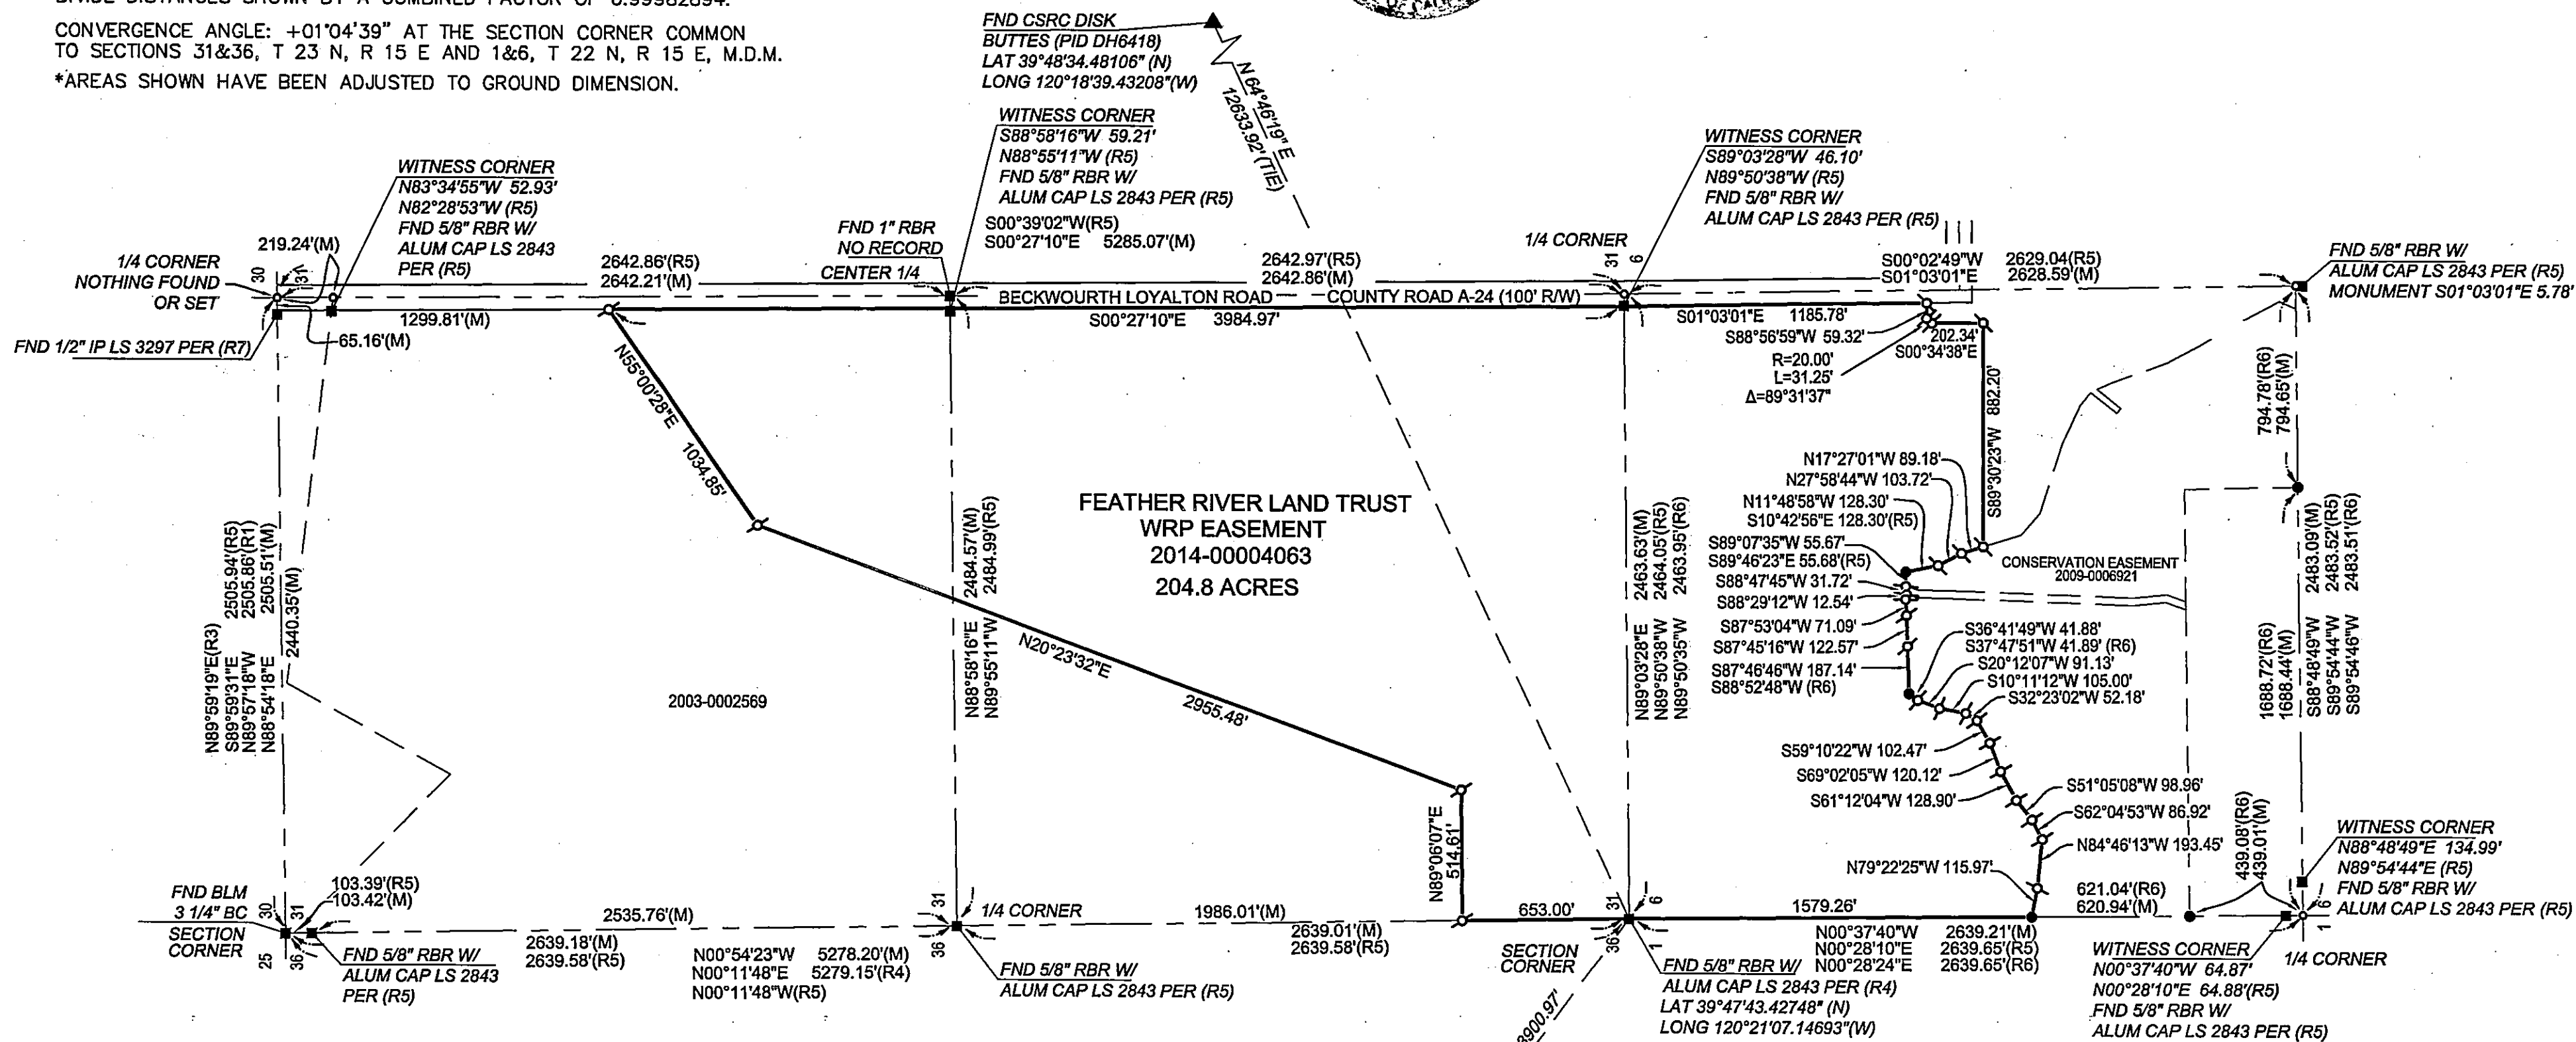 CONVERGENCE ANGLE: +01°04'39" AT THE SECTION CORNER COMMON
TO SECTIONS 31&36, T 23 N, R 15 E AND 1&6, T 22 N, R 15 E, M.D.M.
*AREAS SHOWN HAVE BEEN ADJUSTED TO GROUND DIMENSION.
FND CSRC DISK
BUTTES (PID DH6418)
LAT 39°48'34.48106" (N)
LONG 120°18'39.43208"(W)
N 64°46'19" E
12633.92' (TIE)
WITNESS CORNER
N83°34'55"W 52.93'
N82°28'53"W (R5)
FND 5/8" RBR W/
ALUM CAP LS 2843
PER (R5)
WITNESS CORNER
S88°58'16"W 59.21'
N88°55'11"W (R5)
FND 5/8" RBR W/
ALUM CAP LS 2843 PER (R5)
S00°39'02"W(R5)
S00°27'10"E 5285.07'(M)
WITNESS CORNER
S89°03'28"W 46.10'
N89°50'38"W (R5)
FND 5/8" RBR W/
ALUM CAP LS 2843 PER (R5)
219.24'(M)
1/4 CORNER
NOTHING FOUND
OR SET
30
31
FND 1/2" IP LS 3297 PER (R7)
65.16'(M)
1299.81'(M)
2642.86'(R5)
2642.21'(M)
FND 1" RBR
NO RECORD
CENTER 1/4
2642.97'(R5)
2642.86'(M)
1/4 CORNER
31
6
BECKWOURTH LOYALTON ROAD
COUNTY ROAD A-24 (100' R/W)
S00°27'10"E 3984.97'
S00°02'49"W 2629.04(R5)
S01°03'01"E 2628.59'(M)
FND 5/8" RBR W/
ALUM CAP LS 2843 PER (R5)
MONUMENT S01°03'01"E 5.78'
S01°03'01"E 1185.78'
S88°56'59"W 59.32'
202.34'
S00°34'38"E
R=20.00'
L=31.25'
Δ=89°31'37"
S89°30'23"W 882.20'
N55°00'28"E 1034.85'
794.78'(R6)
794.65'(M)
FEATHER RIVER LAND TRUST
WRP EASEMENT
2014-00004063
204.8 ACRES
N17°27'01"W 89.18'
N27°58'44"W 103.72'
N11°48'58"W 128.30'
S10°42'56"E 128.30'(R5)
S89°07'35"W 55.67'
S89°46'23"E 55.68'(R5)
S88°47'45"W 31.72'
S88°29'12"W 12.54'
S87°53'04"W 71.09'
S87°45'16"W 122.57'
S87°46'46"W 187.14'
S88°52'48"W (R6)
CONSERVATION EASEMENT
2009-0006921
S36°41'49"W 41.88'
S37°47'51"W 41.89' (R6)
S20°12'07"W 91.13'
S10°11'12"W 105.00'
S32°23'02"W 52.18'
S59°10'22"W 102.47'
S69°02'05"W 120.12'
S61°12'04"W 128.90'
S51°05'08"W 98.96'
S62°04'53"W 86.92'
N84°46'13"W 193.45'
N79°22'25"W 115.97'
N89°59'19"E(R3)
S89°59'31"E 2505.94'(R5)
N89°57'18"W 2505.86'(R1)
N88°54'18"E 2505.51'(M)
2440.35'(M)
2003-0002569
N88°58'16"E 2484.57'(M)
N89°55'11"W 2484.99'(R5)
N20°23'32"E 2955.48'
N89°06'07"E
514.61'
N89°03'28"E 2463.63'(M)
N89°50'38"W 2464.05'(R5)
N89°50'35"W 2463.95'(R6)
1688.72'(R6)
1688.44'(M)
S88°48'49"W 2483.09'(M)
S89°54'44"W 2483.52'(R5)
S89°54'46"W 2483.51'(R6)
439.08'(R6)
439.01'(M)
WITNESS CORNER
N88°48'49"E 134.99'
N89°54'44"E (R5)
FND 5/8" RBR W/
ALUM CAP LS 2843 PER (R5)
FND BLM
3 1/4" BC
SECTION
CORNER
30
31
25
36
103.39'(R5)
103.42'(M)
FND 5/8" RBR W/
ALUM CAP LS 2843
PER (R5)
2535.76'(M)
2639.18'(M)
2639.58'(R5)
N00°54'23"W 5278.20'(M)
N00°11'48"E 5279.15'(R4)
N00°11'48"W(R5)
31
36
1/4 CORNER
FND 5/8" RBR W/
ALUM CAP LS 2843 PER (R5)
1986.01'(M)
2639.01'(M)
2639.58'(R5)
653.00'
SECTION
CORNER
31
6
36
1
FND 5/8" RBR W/
ALUM CAP LS 2843 PER (R4)
LAT 39°47'43.42748" (N)
LONG 120°21'07.14693"(W)
1579.26'
N00°37'40"W 2639.21'(M)
N00°28'10"E 2639.65'(R5)
N00°28'24"E 2639.65'(R6)
621.04'(R6)
620.94'(M)
WITNESS CORNER
N00°37'40"W 64.87'
N00°28'10"E 64.88'(R5)
FND 5/8" RBR W/
ALUM CAP LS 2843 PER (R5)
6
1
1/4 CORNER